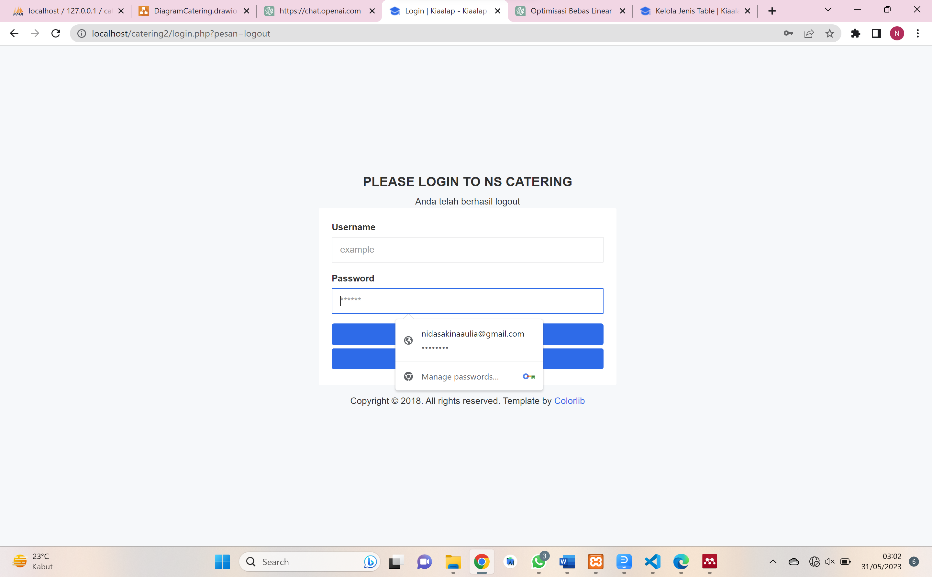 localhost / 127.0.0.1 / ca
DiagramCatering.drawio
https://chat.openai.com
Login | Kiaalap - Kiaalap
Optimisasi Bebas Linear
Kelola Jenis Table | Kiaal
localhost/catering2/login.php?pesan=logout
N
PLEASE LOGIN TO NS CATERING
Anda telah berhasil logout
Username
example
Password
******
nidasakinaaulia@gmail.com
••••••••
Manage passwords...
Copyright © 2018. All rights reserved. Template by Colorlib
23°C
Kabut
Search
03:02
31/05/2023